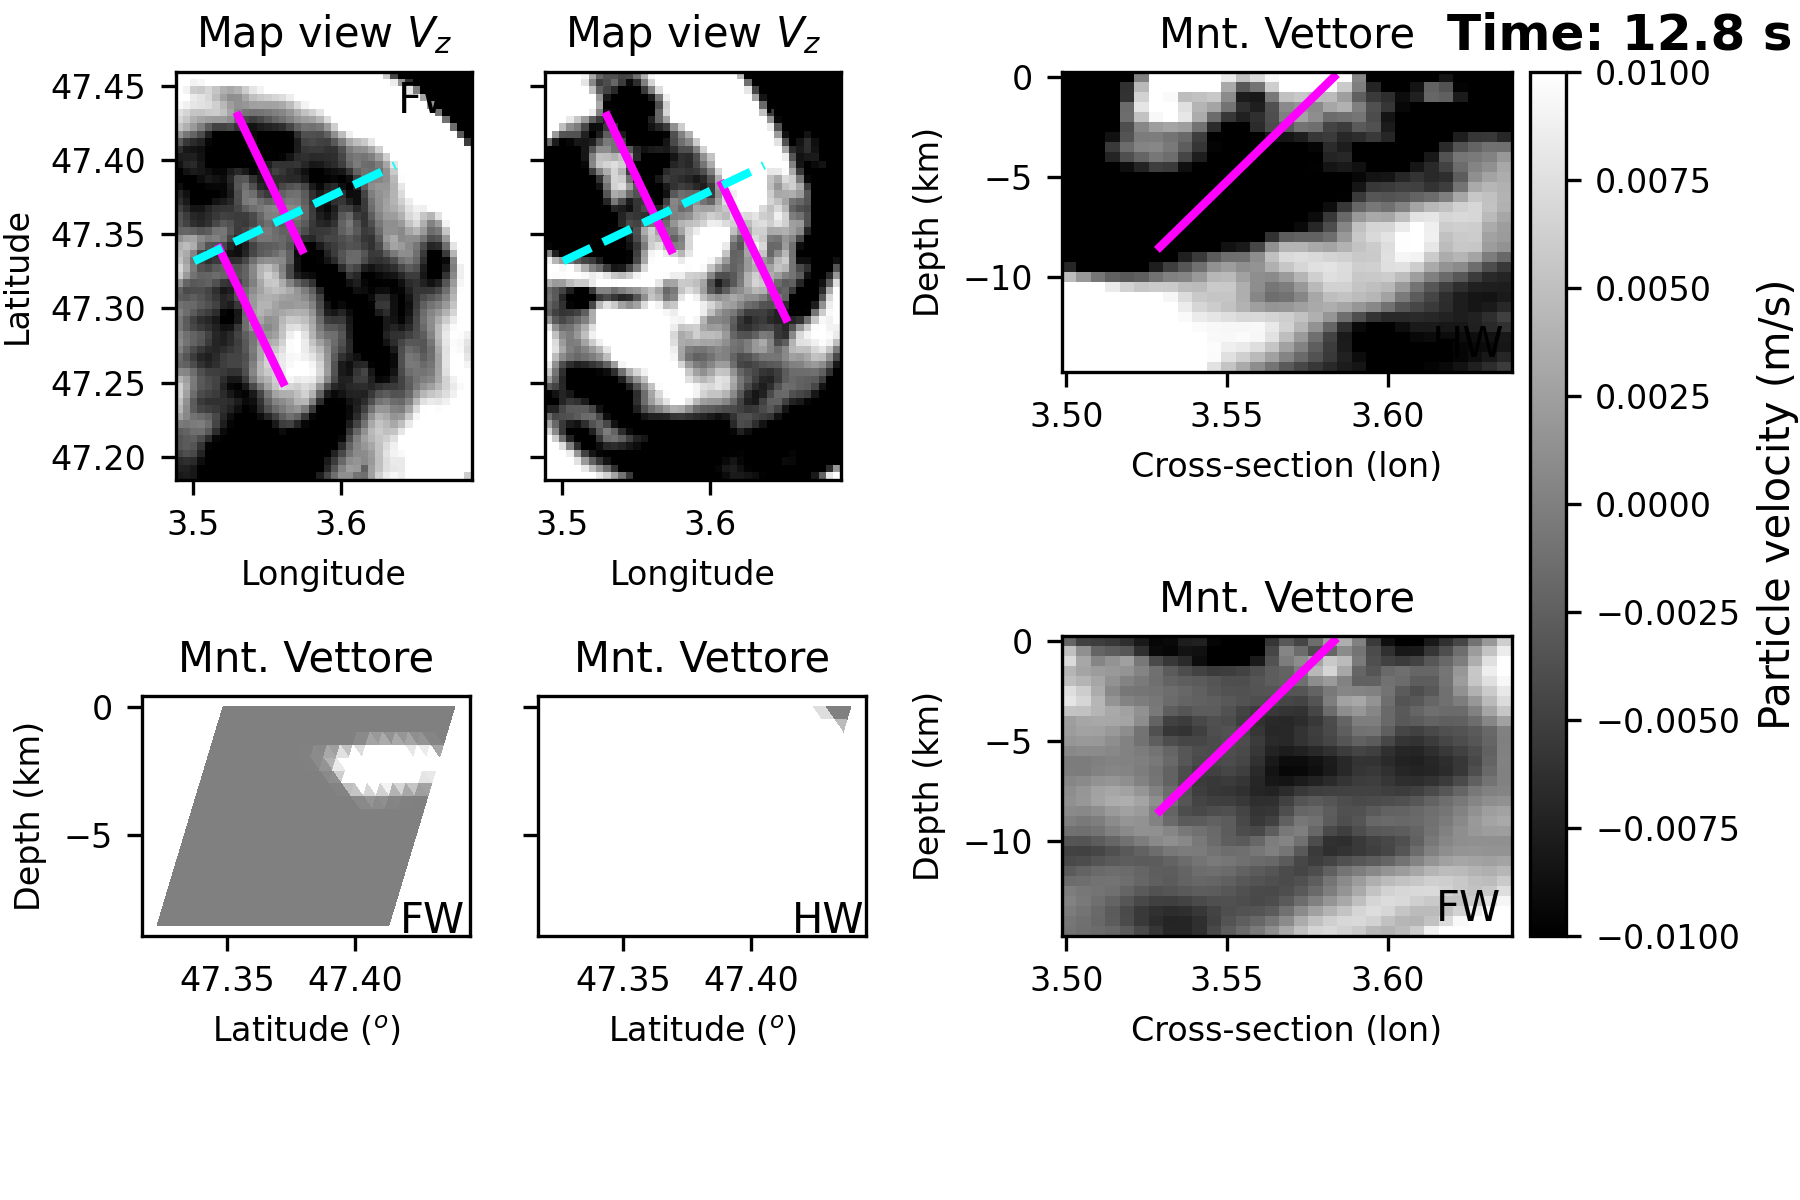 Map view Vz
Map view Vz
Mnt. Vettore
Time: 12.8 s
47.45
47.40
47.35
47.30
47.25
47.20
Latitude
3.5
3.6
Longitude
3.5
3.6
Longitude
0
−5
−10
Depth (km)
HW
3.50
3.55
3.60
Cross-section (lon)
0.0100
0.0075
0.0050
0.0025
0.0000
−0.0025
−0.0050
−0.0075
−0.0100
Particle velocity (m/s)
Mnt. Vettore
Mnt. Vettore
Mnt. Vettore
0
−5
Depth (km)
FW
47.35
47.40
Latitude (o)
HW
47.35
47.40
Latitude (o)
0
−5
−10
Depth (km)
FW
3.50
3.55
3.60
Cross-section (lon)